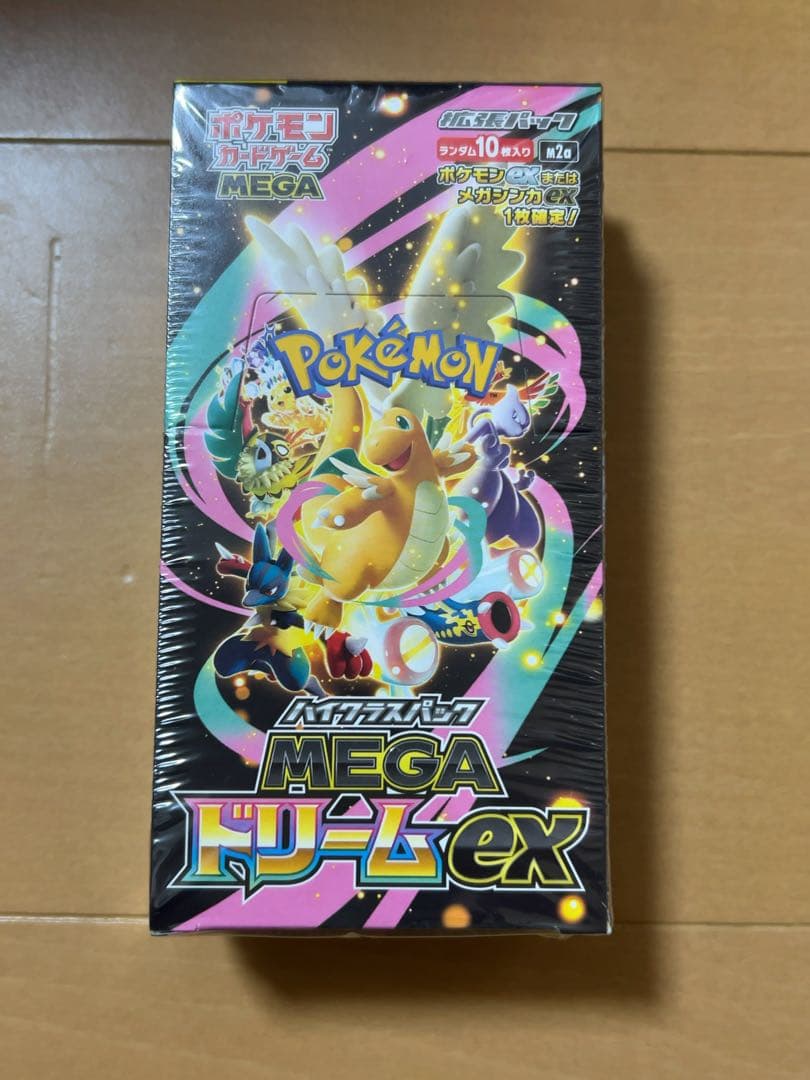 ポケモン
カードゲーム
MEGA
拡張パック
ランダム10枚入り M2a
ポケモンexまたは
メガシンカex
1枚確定!
POKéMON
TM
ハイクラスパック
MEGA
ドリームex